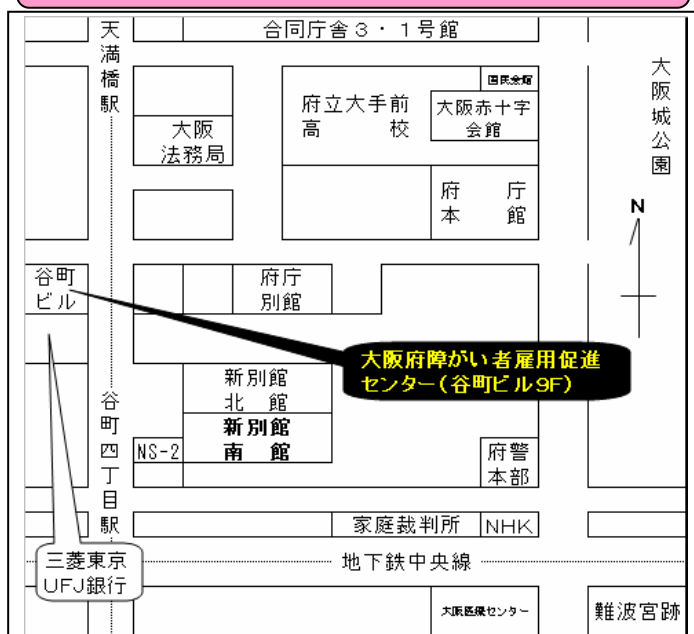 合同庁舎3・1号館
天満橋駅
国民会館
府立大手前
高 校
大阪赤十字
会館
大阪城公園
大阪
法務局
府 庁
本 館
N
谷町
ビル
府庁
別館
大阪府障がい者雇用促進
センター(谷町ビル9F)
新別館
北 館
新別館
南 館
谷町四丁目駅
NS-2
府警
本部
家庭裁判所
NHK
三菱東京
UFJ銀行
地下鉄中央線
大阪医療センター
難波宮跡